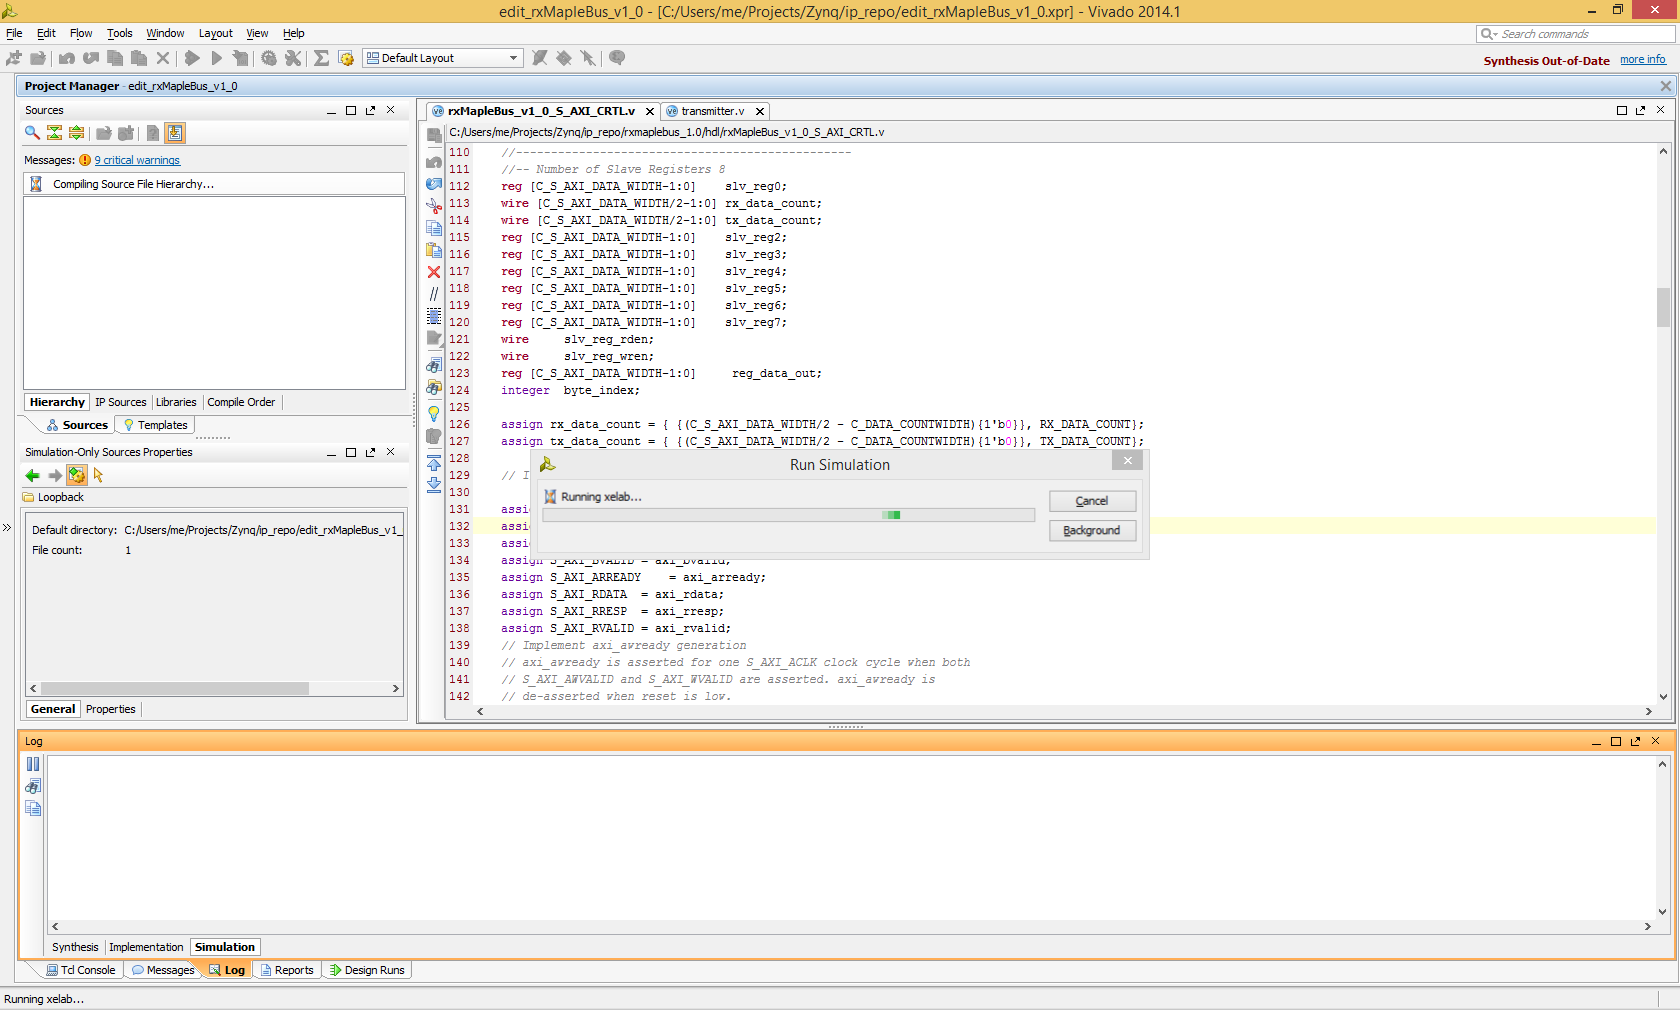 edit_rxMapleBus_v1_0 - [C:/Users/me/Projects/Zynq/ip_repo/edit_rxMapleBus_v1_0.xpr] - Vivado 2014.1
File Edit Flow Tools Window Layout View Help
Search commands
Default Layout
Synthesis Out-of-Date more info
Project Manager - edit_rxMapleBus_v1_0
Sources
Messages: 9 critical warnings
Compiling Source File Hierarchy...
Hierarchy IP Sources Libraries Compile Order
Sources Templates
Simulation-Only Sources Properties
Loopback
Default directory: C:/Users/me/Projects/Zynq/ip_repo/edit_rxMapleBus_v1_
File count: 1
General Properties
rxMapleBus_v1_0_S_AXI_CRTL.v transmitter.v
C:/Users/me/Projects/Zynq/ip_repo/rxmaplebus_1.0/hdl/rxMapleBus_v1_0_S_AXI_CRTL.v
110 //------------------------------------------------
111 //-- Number of Slave Registers 8
112 reg [C_S_AXI_DATA_WIDTH-1:0] slv_reg0;
113 wire [C_S_AXI_DATA_WIDTH/2-1:0] rx_data_count;
114 wire [C_S_AXI_DATA_WIDTH/2-1:0] tx_data_count;
115 reg [C_S_AXI_DATA_WIDTH-1:0] slv_reg2;
116 reg [C_S_AXI_DATA_WIDTH-1:0] slv_reg3;
117 reg [C_S_AXI_DATA_WIDTH-1:0] slv_reg4;
118 reg [C_S_AXI_DATA_WIDTH-1:0] slv_reg5;
119 reg [C_S_AXI_DATA_WIDTH-1:0] slv_reg6;
120 reg [C_S_AXI_DATA_WIDTH-1:0] slv_reg7;
121 wire slv_reg_rden;
122 wire slv_reg_wren;
123 reg [C_S_AXI_DATA_WIDTH-1:0] reg_data_out;
124 integer byte_index;
125
126 assign rx_data_count = { {(C_S_AXI_DATA_WIDTH/2 - C_DATA_COUNTWIDTH){1'b0}}, RX_DATA_COUNT};
127 assign tx_data_count = { {(C_S_AXI_DATA_WIDTH/2 - C_DATA_COUNTWIDTH){1'b0}}, TX_DATA_COUNT};
128
129 // I
130
131 assi
132 assi
133 assi
134 assign S_AXI_BVALID = axi_bvalid;
135 assign S_AXI_ARREADY = axi_arready;
136 assign S_AXI_RDATA = axi_rdata;
137 assign S_AXI_RRESP = axi_rresp;
138 assign S_AXI_RVALID = axi_rvalid;
139 // Implement axi_awready generation
140 // axi_awready is asserted for one S_AXI_ACLK clock cycle when both
141 // S_AXI_AWVALID and S_AXI_WVALID are asserted. axi_awready is
142 // de-asserted when reset is low.
Run Simulation
Running xelab...
Cancel
Background
Log
Synthesis Implementation Simulation
Tcl Console Messages Log Reports Design Runs
Running xelab...